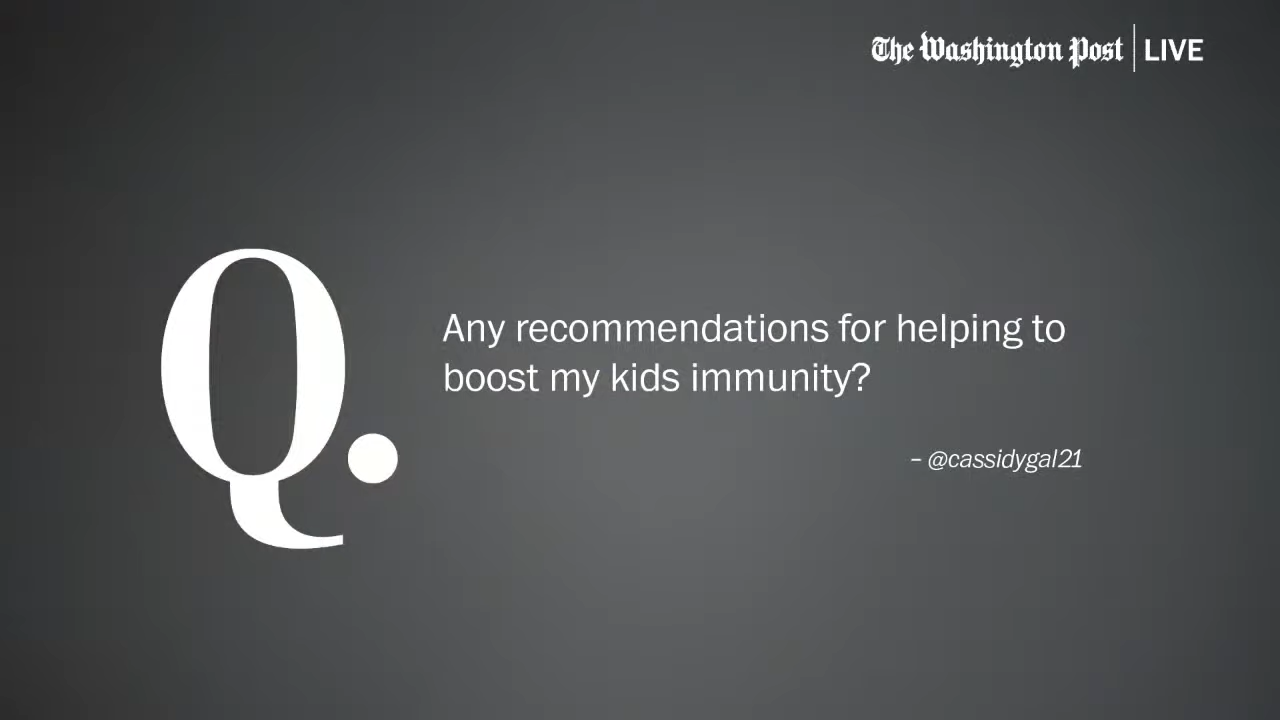 The Washington Post | LIVE
Q.
Any recommendations for helping to
boost my kids immunity?
– @cassidygal21